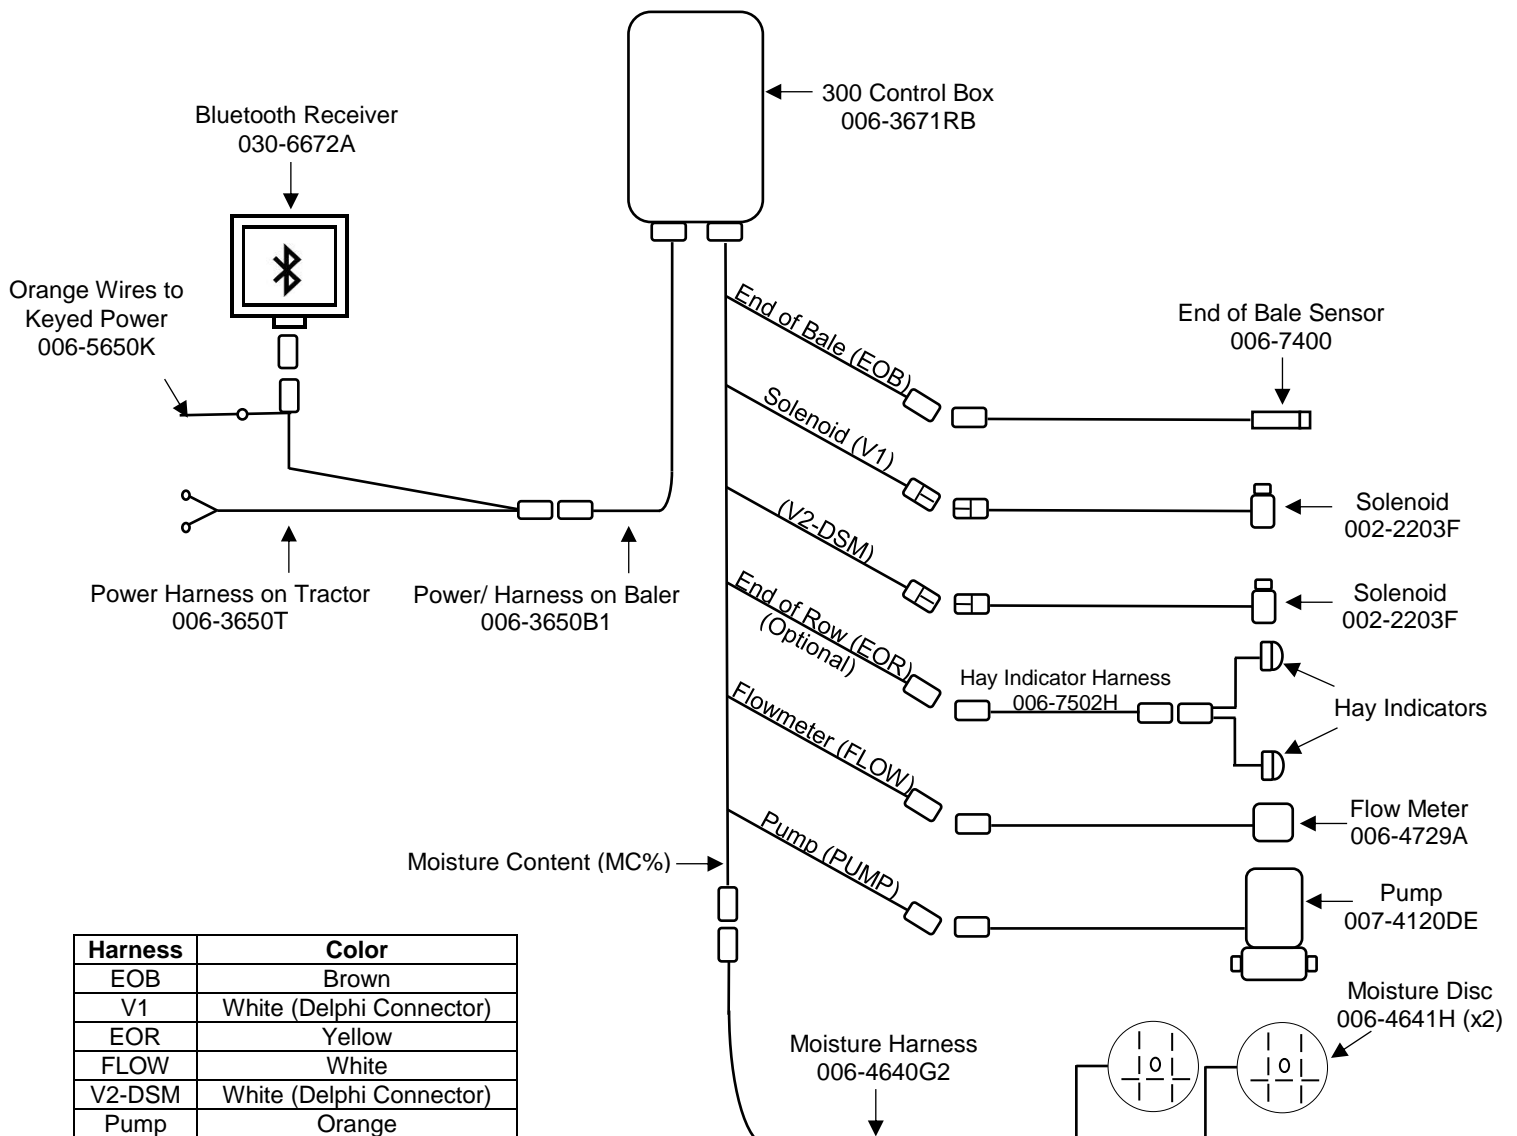 300 Control Box
006-3671RB
Bluetooth Receiver
030-6672A
Orange Wires to
Keyed Power
006-5650K
End of Bale (EOB)
End of Bale Sensor
006-7400
Solenoid (V1)
Solenoid
002-2203F
(V2-DSM)
Power Harness on Tractor
006-3650T
Power/ Harness on Baler
006-3650B1
Solenoid
002-2203F
End of Row (EOR)
(Optional)
Hay Indicator Harness
006-7502H
Hay Indicators
Flowmeter (FLOW)
Flow Meter
006-4729A
Pump (PUMP)
Moisture Content (MC%)
Pump
007-4120DE
Harness Color
EOB Brown
V1 White (Delphi Connector)
EOR Yellow
FLOW White
V2-DSM White (Delphi Connector)
Pump Orange
Moisture Disc
006-4641H (x2)
Moisture Harness
006-4640G2